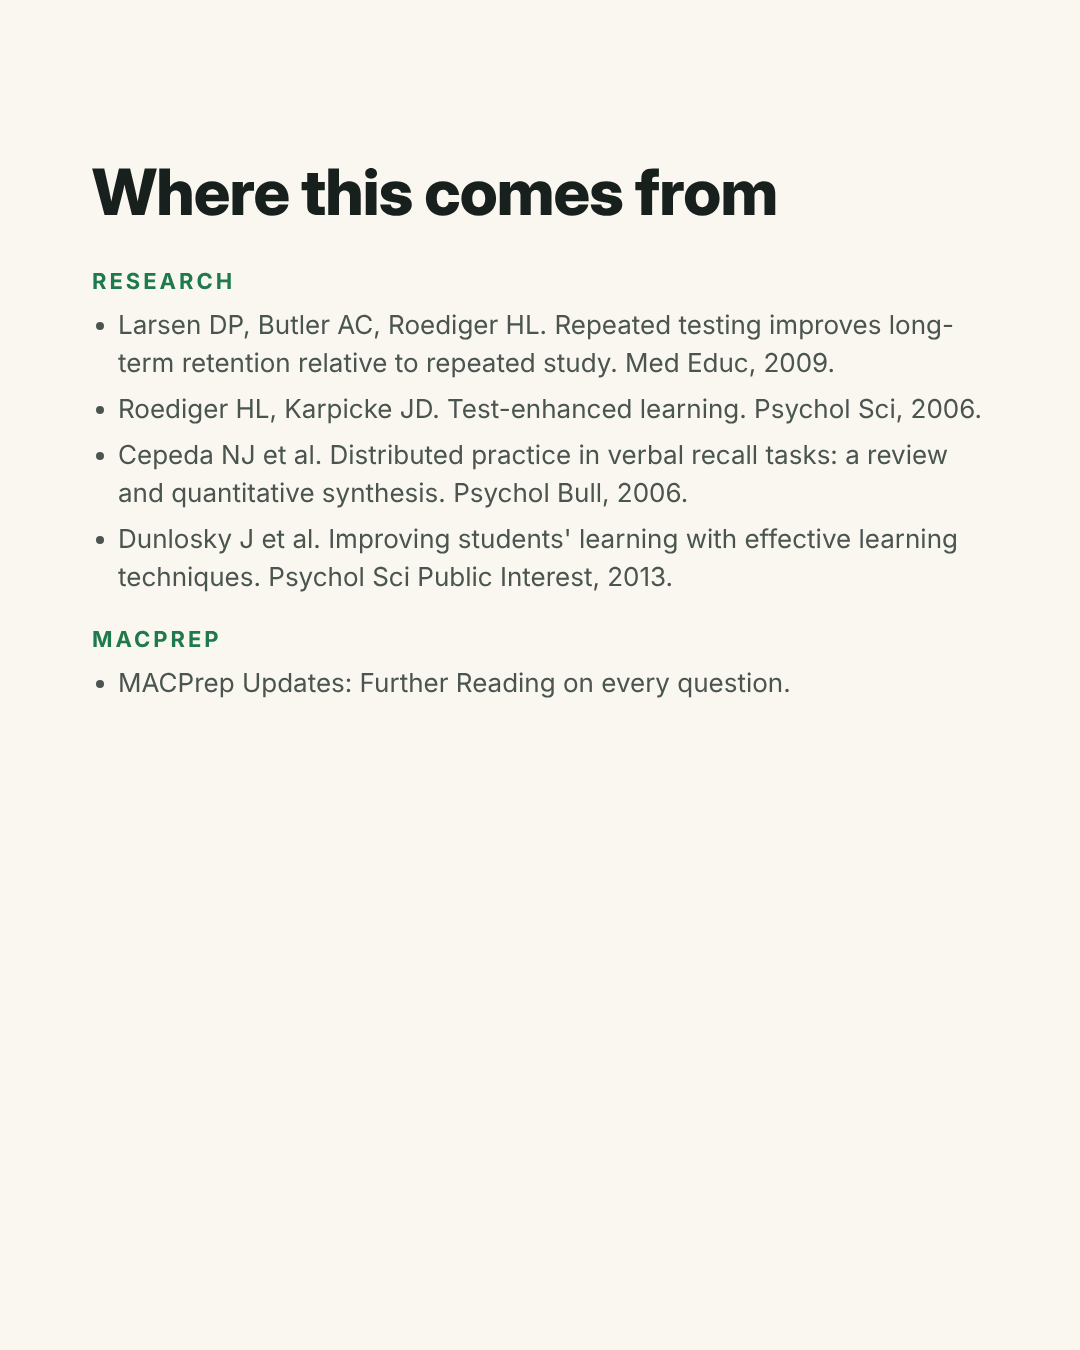 Where this comes from
RESEARCH
• Larsen DP, Butler AC, Roediger HL. Repeated testing improves long-
term retention relative to repeated study. Med Educ, 2009.
• Roediger HL, Karpicke JD. Test-enhanced learning. Psychol Sci, 2006.
• Cepeda NJ et al. Distributed practice in verbal recall tasks: a review
and quantitative synthesis. Psychol Bull, 2006.
• Dunlosky J et al. Improving students' learning with effective learning
techniques. Psychol Sci Public Interest, 2013.
MACPREP
• MACPrep Updates: Further Reading on every question.